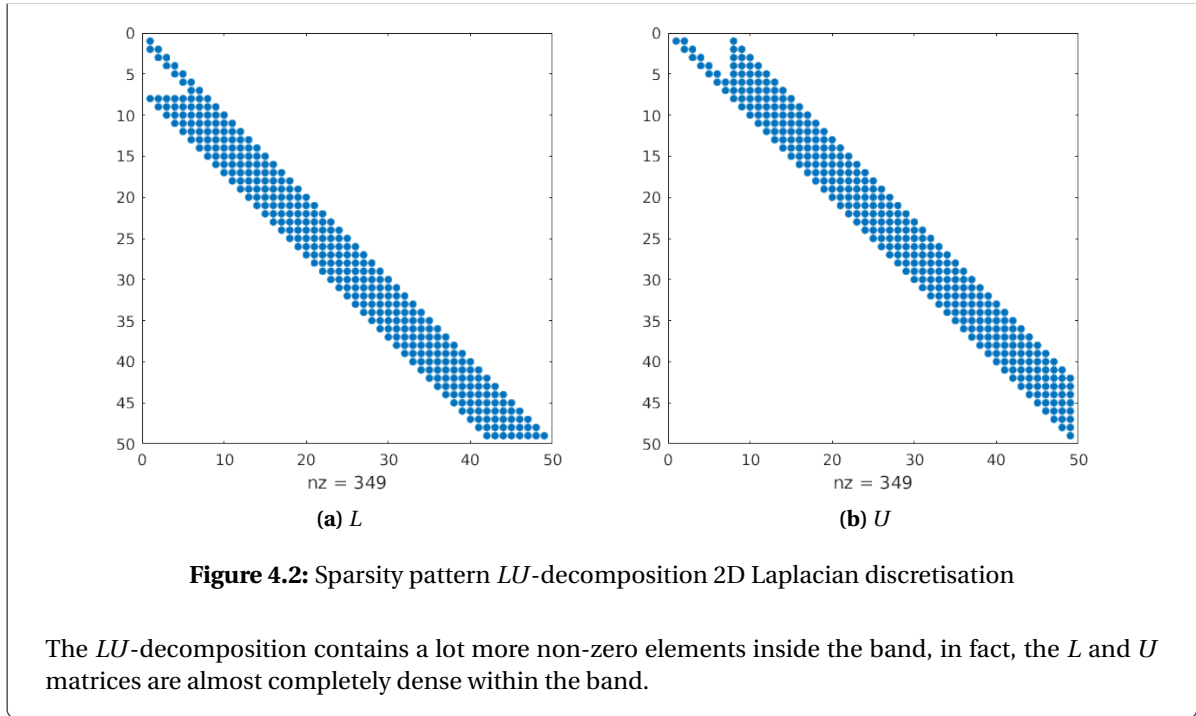 0
5
10
15
20
25
30
35
40
45
50
0 10 20 30 40 50
nz = 349
(a) L
0
5
10
15
20
25
30
35
40
45
50
0 10 20 30 40 50
nz = 349
(b) U
Figure 4.2: Sparsity pattern LU-decomposition 2D Laplacian discretisation
The LU-decomposition contains a lot more non-zero elements inside the band, in fact, the L and U
matrices are almost completely dense within the band.